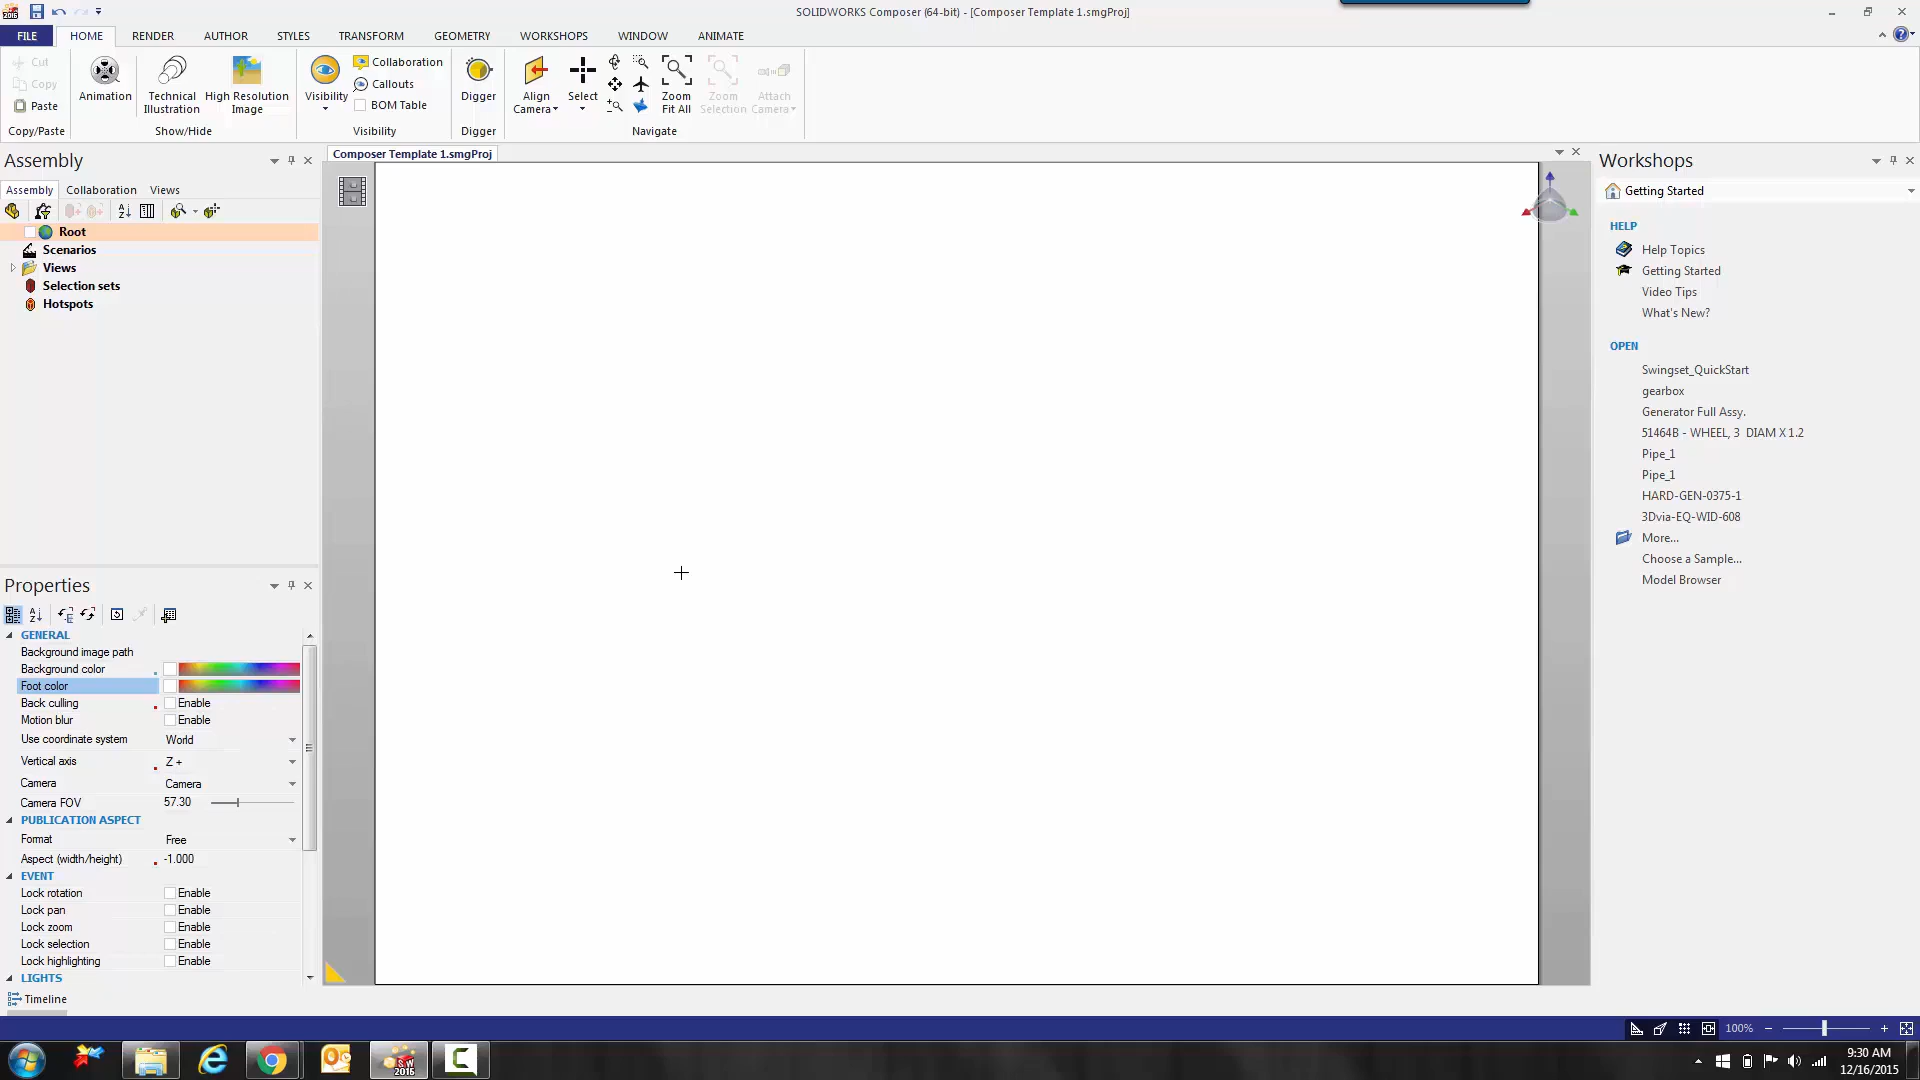 SOLIDWORKS Composer (64-bit) - [Composer Template 1.smgProj]
FILE HOME RENDER AUTHOR STYLES TRANSFORM GEOMETRY WORKSHOPS WINDOW ANIMATE
Cut
Copy
Paste
Copy/Paste
Animation
Technical
Illustration
High Resolution
Image
Show/Hide
Visibility
Collaboration
Callouts
BOM Table
Visibility
Digger
Digger
Align
Camera
Select
Zoom
Fit All
Zoom
Selection
Attach
Camera
Navigate
Assembly
Assembly Collaboration Views
Root
Scenarios
Views
Selection sets
Hotspots
Composer Template 1.smgProj
Properties
GENERAL
Background image path
Background color
Foot color
Back culling Enable
Motion blur Enable
Use coordinate system World
Vertical axis Z +
Camera Camera
Camera FOV 57.30
PUBLICATION ASPECT
Format Free
Aspect (width/height) -1.000
EVENT
Lock rotation Enable
Lock pan Enable
Lock zoom Enable
Lock selection Enable
Lock highlighting Enable
LIGHTS
Timeline
Workshops
Getting Started
HELP
Help Topics
Getting Started
Video Tips
What's New?
OPEN
Swingset_QuickStart
gearbox
Generator Full Assy.
51464B - WHEEL, 3 DIAM X 1.2
Pipe_1
Pipe_1
HARD-GEN-0375-1
3Dvia-EQ-WID-608
More...
Choose a Sample...
Model Browser
100%
SW
2016
9:30 AM
12/16/2015